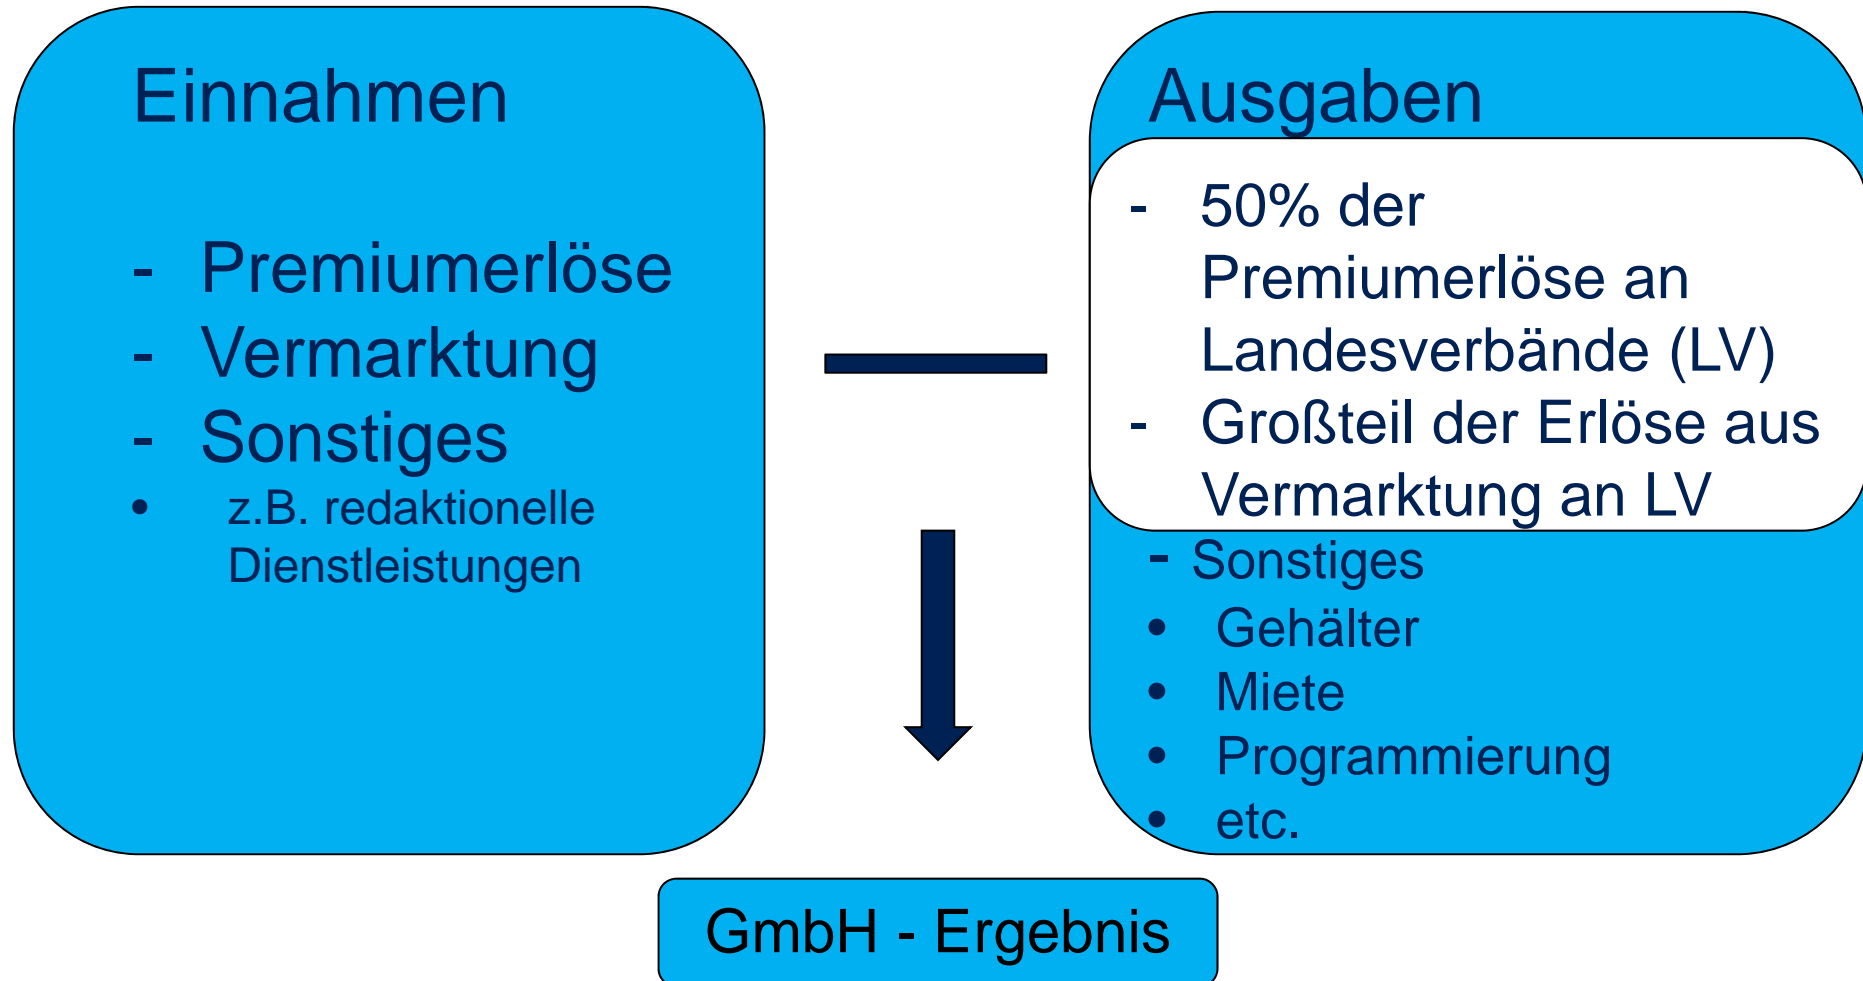 Einnahmen
- Premiumerlöse
- Vermarktung
- Sonstiges
• z.B. redaktionelle
Dienstleistungen
Ausgaben
- 50% der
Premiumerlöse an
Landesverbände (LV)
- Großteil der Erlöse aus
Vermarktung an LV
- Sonstiges
• Gehälter
• Miete
• Programmierung
• etc.
GmbH - Ergebnis